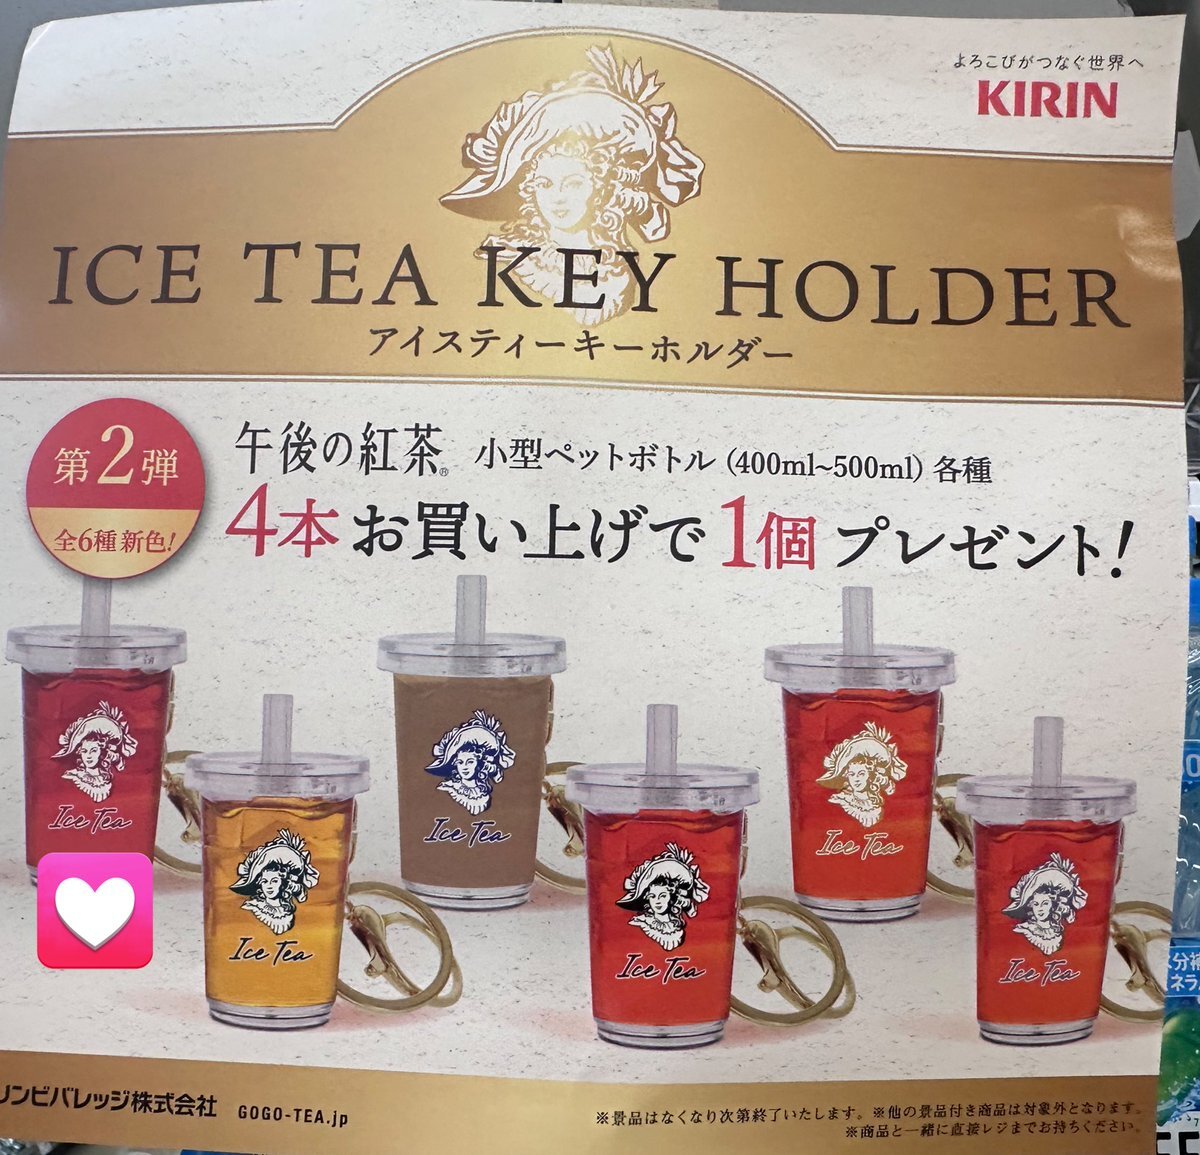 よろこびがつなぐ世界へ
KIRIN
ICE TEA KEY HOLDER
アイスティーキーホルダー
第2弾
全6種 新色!
午後の紅茶® 小型ペットボトル (400ml~500ml) 各種
4本お買い上げで1個プレゼント!
Ice Tea
Ice Tea
Ice Tea
Ice Tea
Ice Tea
Ice Tea
リンビバレッジ株式会社 GOGO-TEA.jp
※景品はなくなり次第終了いたします。※他の景品付き商品は対象外となります。
※商品と一緒に直接レジまでお持ちください。